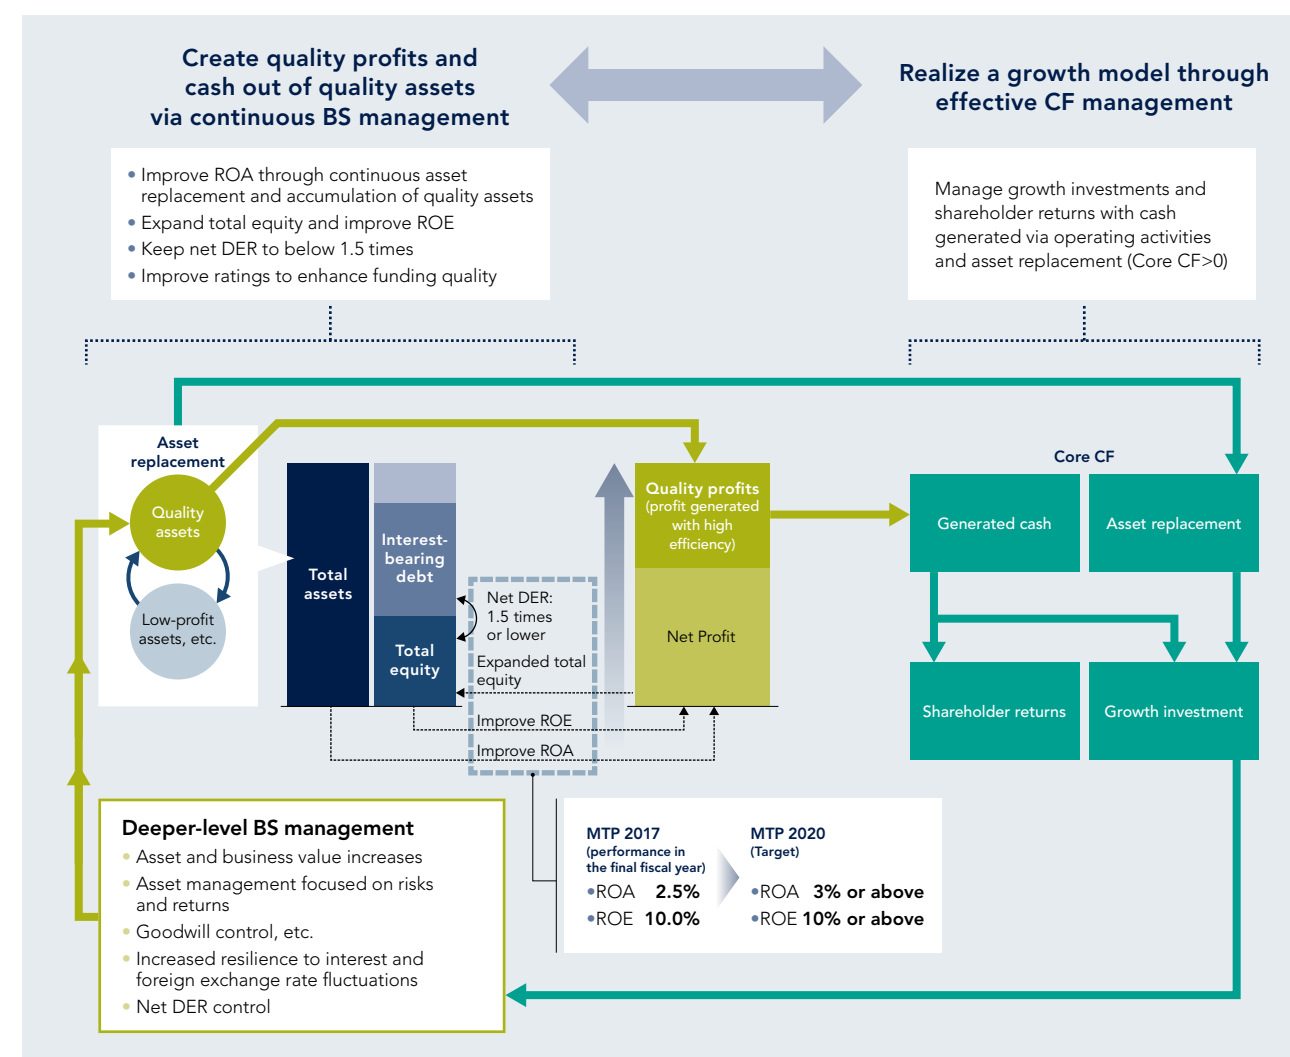 Create quality profits and
cash out of quality assets
via continuous BS management
Realize a growth model through
effective CF management
• Improve ROA through continuous asset
replacement and accumulation of quality assets
• Expand total equity and improve ROE
• Keep net DER to below 1.5 times
• Improve ratings to enhance funding quality
Manage growth investments and
shareholder returns with cash
generated via operating activities
and asset replacement (Core CF>0)
Asset
replacement
Quality
assets
Low-profit
assets, etc.
Total
assets
Interest-
bearing
debt
Total
equity
Net DER:
1.5 times
or lower
Expanded total
equity
Improve ROE
Improve ROA
Quality profits
(profit generated
with high
efficiency)
Net Profit
Core CF
Generated cash
Asset replacement
Shareholder returns
Growth investment
Deeper-level BS management
• Asset and business value increases
• Asset management focused on risks
and returns
• Goodwill control, etc.
• Increased resilience to interest and
foreign exchange rate fluctuations
• Net DER control
MTP 2017
(performance in
the final fiscal year)
•ROA 2.5%
•ROE 10.0%
MTP 2020
(Target)
•ROA 3% or above
•ROE 10% or above